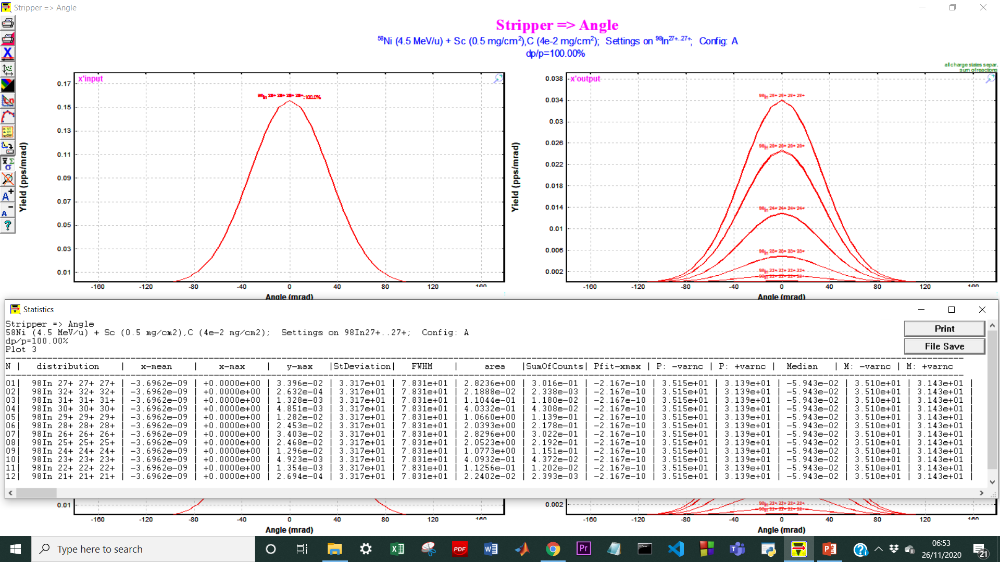 Stripper => Angle
Stripper => Angle
58Ni (4.5 MeV/u) + Sc (0.5 mg/cm2),C (4e-2 mg/cm2); Settings on 98In27+..27+; Config: A
dp/p=100.00%
all charge states separ.
sum of reactions
x'input
98In 28+ 28+ 28+ 28+:100.0%
0.17
0.15
0.13
0.11
0.09
0.07
0.05
0.03
0.01
Yield (pps/mrad)
-160 -120 -80 -40 0 40 80 120 160
Angle (mrad)
x'output
0.038
0.034
0.03
0.026
0.022
0.018
0.014
0.01
0.006
0.002
Yield (pps/mrad)
-160 -120 -80 -40 0 40 80 120 160
Angle (mrad)
Statistics
Stripper => Angle
58Ni (4.5 MeV/u) + Sc (0.5 mg/cm2),C (4e-2 mg/cm2); Settings on 98In27+..27+; Config: A
dp/p=100.00%
Plot 3
Print
File Save
N | distribution | x-mean | x-max | y-max |StDeviation| FWHM | area |SumOfCounts| Pfit-xmax | P: -varnc | P: +varnc | Median | M: -varnc | M: +varnc
01| 98In 27+ 27+ 27+ | -3.6962e-09 | +0.0000e+00 | 3.396e-02 | 3.317e+01 | 7.831e+01 | 2.8236e+00 | 3.016e-01 | -2.167e-10 | 3.515e+01 | 3.139e+01 | -5.943e-02 | 3.510e+01 | 3.143e+01 |
02| 98In 32+ 32+ 32+ | -3.6962e-09 | +0.0000e+00 | 2.632e-04 | 3.317e+01 | 7.831e+01 | 2.1888e-02 | 2.338e-03 | -2.167e-10 | 3.515e+01 | 3.139e+01 | -5.943e-02 | 3.510e+01 | 3.143e+01 |
03| 98In 31+ 31+ 31+ | -3.6962e-09 | +0.0000e+00 | 1.328e-03 | 3.317e+01 | 7.831e+01 | 1.1044e-01 | 1.180e-02 | -2.167e-10 | 3.515e+01 | 3.139e+01 | -5.943e-02 | 3.510e+01 | 3.143e+01 |
04| 98In 30+ 30+ 30+ | -3.6962e-09 | +0.0000e+00 | 4.851e-03 | 3.317e+01 | 7.831e+01 | 4.0332e-01 | 4.308e-02 | -2.167e-10 | 3.515e+01 | 3.139e+01 | -5.943e-02 | 3.510e+01 | 3.143e+01 |
05| 98In 29+ 29+ 29+ | -3.6962e-09 | +0.0000e+00 | 1.282e-02 | 3.317e+01 | 7.831e+01 | 1.0660e+00 | 1.139e-01 | -2.167e-10 | 3.515e+01 | 3.139e+01 | -5.943e-02 | 3.510e+01 | 3.143e+01 |
06| 98In 28+ 28+ 28+ | -3.6962e-09 | +0.0000e+00 | 2.453e-02 | 3.317e+01 | 7.831e+01 | 2.0393e+00 | 2.178e-01 | -2.167e-10 | 3.515e+01 | 3.139e+01 | -5.943e-02 | 3.510e+01 | 3.143e+01 |
07| 98In 26+ 26+ 26+ | -3.6962e-09 | +0.0000e+00 | 3.403e-02 | 3.317e+01 | 7.831e+01 | 2.8296e+00 | 3.022e-01 | -2.167e-10 | 3.515e+01 | 3.139e+01 | -5.943e-02 | 3.510e+01 | 3.143e+01 |
08| 98In 25+ 25+ 25+ | -3.6962e-09 | +0.0000e+00 | 2.468e-02 | 3.317e+01 | 7.831e+01 | 2.0523e+00 | 2.192e-01 | -2.167e-10 | 3.515e+01 | 3.139e+01 | -5.943e-02 | 3.510e+01 | 3.143e+01 |
09| 98In 24+ 24+ 24+ | -3.6962e-09 | +0.0000e+00 | 1.296e-02 | 3.317e+01 | 7.831e+01 | 1.0773e+00 | 1.151e-01 | -2.167e-10 | 3.515e+01 | 3.139e+01 | -5.943e-02 | 3.510e+01 | 3.143e+01 |
10| 98In 23+ 23+ 23+ | -3.6962e-09 | +0.0000e+00 | 4.923e-03 | 3.317e+01 | 7.831e+01 | 4.0932e-01 | 4.372e-02 | -2.167e-10 | 3.515e+01 | 3.139e+01 | -5.943e-02 | 3.510e+01 | 3.143e+01 |
11| 98In 22+ 22+ 22+ | -3.6962e-09 | +0.0000e+00 | 1.354e-03 | 3.317e+01 | 7.831e+01 | 1.1256e-01 | 1.202e-02 | -2.167e-10 | 3.515e+01 | 3.139e+01 | -5.943e-02 | 3.510e+01 | 3.143e+01 |
12| 98In 21+ 21+ 21+ | -3.6962e-09 | +0.0000e+00 | 2.694e-04 | 3.317e+01 | 7.831e+01 | 2.2402e-02 | 2.393e-03 | -2.167e-10 | 3.515e+01 | 3.139e+01 | -5.943e-02 | 3.510e+01 | 3.143e+01 |
0.01
-160 -120 -80 -40 0 40 80 120 160
Angle (mrad)
0.002
-160 -120 -80 -40 0 40 80 120 160
Angle (mrad)
Type here to search
PDF
Pr
06:53
26/11/2020
21